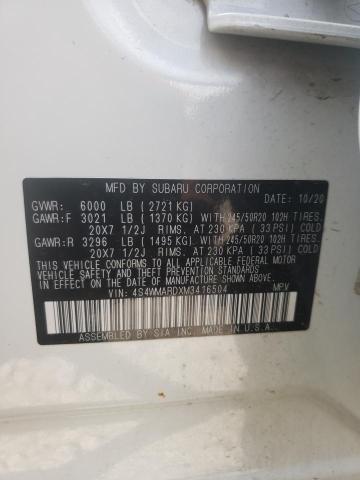 MFD BY SUBARU CORPORATION DATE: 10/20
GVWR: 6000 LB ( 2721 KG)
GAWR:F 3021 LB ( 1370 KG) WITH 245/50R20 102H TIRES.
20X7 1/2J RIMS. AT 230 KPA ( 33 PSI) COLD
GAWR:R 3296 LB ( 1495 KG) WITH 245/50R20 102H TIRES.
20X7 1/2J RIMS. AT 230 KPA ( 33 PSI) COLD
THIS VEHICLE CONFORMS TO ALL APPLICABLE FEDERAL MOTOR
VEHICLE SAFETY AND BUMPER STANDARDS IN EFFECT ON
THE DATE OF MANUFACTURE SHOWN ABOVE.
VIN: 4S4WMARDXM3416504 MPV
ASSEMBLED BY SIA INC. IN U.S.A.